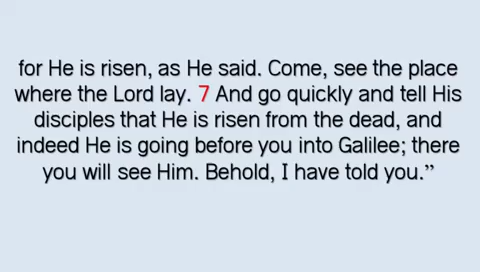 for He is risen, as He said. Come, see the place
where the Lord lay. 7 And go quickly and tell His
disciples that He is risen from the dead, and
indeed He is going before you into Galilee; there
you will see Him. Behold, I have told you.”